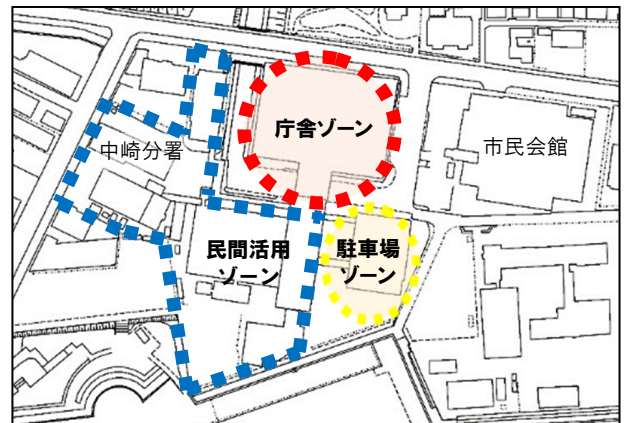 庁舎ゾーン
中崎分署
市民会館
民間活用
ゾーン
駐車場
ゾーン